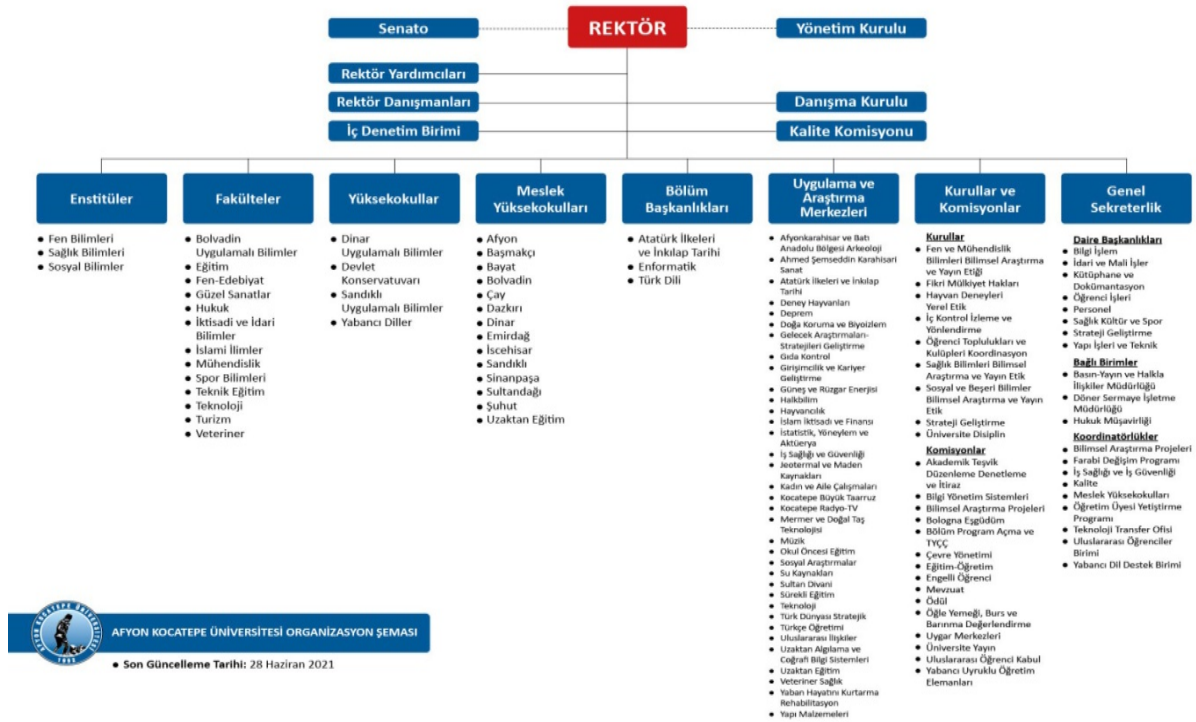 Senato
REKTÖR
Yönetim Kurulu
Rektör Yardımcıları
Rektör Danışmanları
Danışma Kurulu
İç Denetim Birimi
Kalite Komisyonu
Enstitüler
• Fen Bilimleri
• Sağlık Bilimleri
• Sosyal Bilimler
Fakülteler
• Bolvadin
Uygulamalı Bilimler
• Eğitim
• Fen-Edebiyat
• Güzel Sanatlar
• Hukuk
• İktisadi ve İdari
Bilimler
• İslami İlimler
• Mühendislik
• Spor Bilimleri
• Teknik Eğitim
• Teknoloji
• Turizm
• Veteriner
Yüksekokullar
• Dinar
Uygulamalı Bilimler
• Devlet
Konservatuvarı
• Sandıklı
Uygulamalı Bilimler
• Yabancı Diller
Meslek
Yüksekokulları
• Afyon
• Başmakçı
• Bayat
• Bolvadin
• Çay
• Dazkırı
• Dinar
• Emirdağ
• İscehisar
• Sandıklı
• Sinanpaşa
• Sultandağı
• Şuhut
• Uzaktan Eğitim
Bölüm
Başkanlıkları
• Atatürk İlkeleri
ve İnkılap Tarihi
• Enformatik
• Türk Dili
Uygulama ve
Araştırma
Merkezleri
• Afyonkarahisar ve Batı
Anadolu Bölgesi Arkeoloji
• Ahmed Şemseddin Karahisari
Sanat
• Atatürk İlkeleri ve İnkılap
Tarihi
• Deney Hayvanları
• Deprem
• Doğa Koruma ve Biyoizlem
• Gelecek Araştırmaları-
Stratejileri Geliştirme
• Gıda Kontrol
• Girişimcilik ve Kariyer
Geliştirme
• Güneş ve Rüzgar Enerjisi
• Halkbilim
• Hayvancılık
• İslam İktisadı ve Finansı
• İstatistik, Yöneylem ve
Aktüerya
• İş Sağlığı ve Güvenliği
• Jeotermal ve Maden
Kaynakları
• Kadın ve Aile Çalışmaları
• Kocatepe Büyük Taarruz
• Kocatepe Radyo-TV
• Mermer ve Doğal Taş
Teknolojisi
• Müzik
• Okul Öncesi Eğitim
• Sosyal Araştırmalar
• Su Kaynakları
• Sultan Divani
• Sürekli Eğitim
• Teknoloji
• Türk Dünyası Stratejik
• Türkçe Öğretimi
• Uluslararası İlişkiler
• Uzaktan Algılama ve
Coğrafi Bilgi Sistemleri
• Uzaktan Eğitim
• Veteriner Sağlık
• Yaban Hayatını Kurtarma
Rehabilitasyon
• Yapı Malzemeleri
Kurullar ve
Komisyonlar
Kurullar
• Fen ve Mühendislik
Bilimleri Bilimsel Araştırma
ve Yayın Etiği
• Fikri Mülkiyet Hakları
• Hayvan Deneyleri
Yerel Etik
• İç Kontrol İzleme ve
Yönlendirme
• Öğrenci Toplulukları ve
Kulüpleri Koordinasyon
• Sağlık Bilimleri Bilimsel
Araştırma ve Yayın Etik
• Sosyal ve Beşeri Bilimler
Bilimsel Araştırma ve Yayın
Etik
• Strateji Geliştirme
• Üniversite Disiplin
Komisyonlar
• Akademik Teşvik
Düzenleme Denetleme
ve İtiraz
• Bilgi Yönetim Sistemleri
• Bilimsel Araştırma Projeleri
• Bologna Eşgüdüm
• Bölüm Program Açma ve
TYÇÇ
• Çevre Yönetimi
• Eğitim-Öğretim
• Engelli Öğrenci
• Mevzuat
• Ödül
• Öğle Yemeği, Burs ve
Barınma Değerlendirme
• Uygar Merkezleri
• Üniversite Yayın
• Uluslararası Öğrenci Kabul
• Yabancı Uyruklu Öğretim
Elemanları
Genel
Sekreterlik
Daire Başkanlıkları
• Bilgi İşlem
• İdari ve Mali İşler
• Kütüphane ve
Dokümantasyon
• Öğrenci İşleri
• Personel
• Sağlık Kültür ve Spor
• Strateji Geliştirme
• Yapı İşleri ve Teknik
Bağlı Birimler
• Basın-Yayın ve Halkla
İlişkiler Müdürlüğü
• Döner Sermaye İşletme
Müdürlüğü
• Hukuk Müşavirliği
Koordinatörlükler
• Bilimsel Araştırma Projeleri
• Farabi Değişim Programı
• İş Sağlığı ve İş Güvenliği
• Kalite
• Meslek Yüksekokulları
• Öğretim Üyesi Yetiştirme
Programı
• Teknoloji Transfer Ofisi
• Uluslararası Öğrenciler
Birimi
• Yabancı Dil Destek Birimi
AFYON KOCATEPE ÜNİVERSİTESİ
1992
AFYON KOCATEPE ÜNİVERSİTESİ ORGANİZASYON ŞEMASI
• Son Güncelleme Tarihi: 28 Haziran 2021